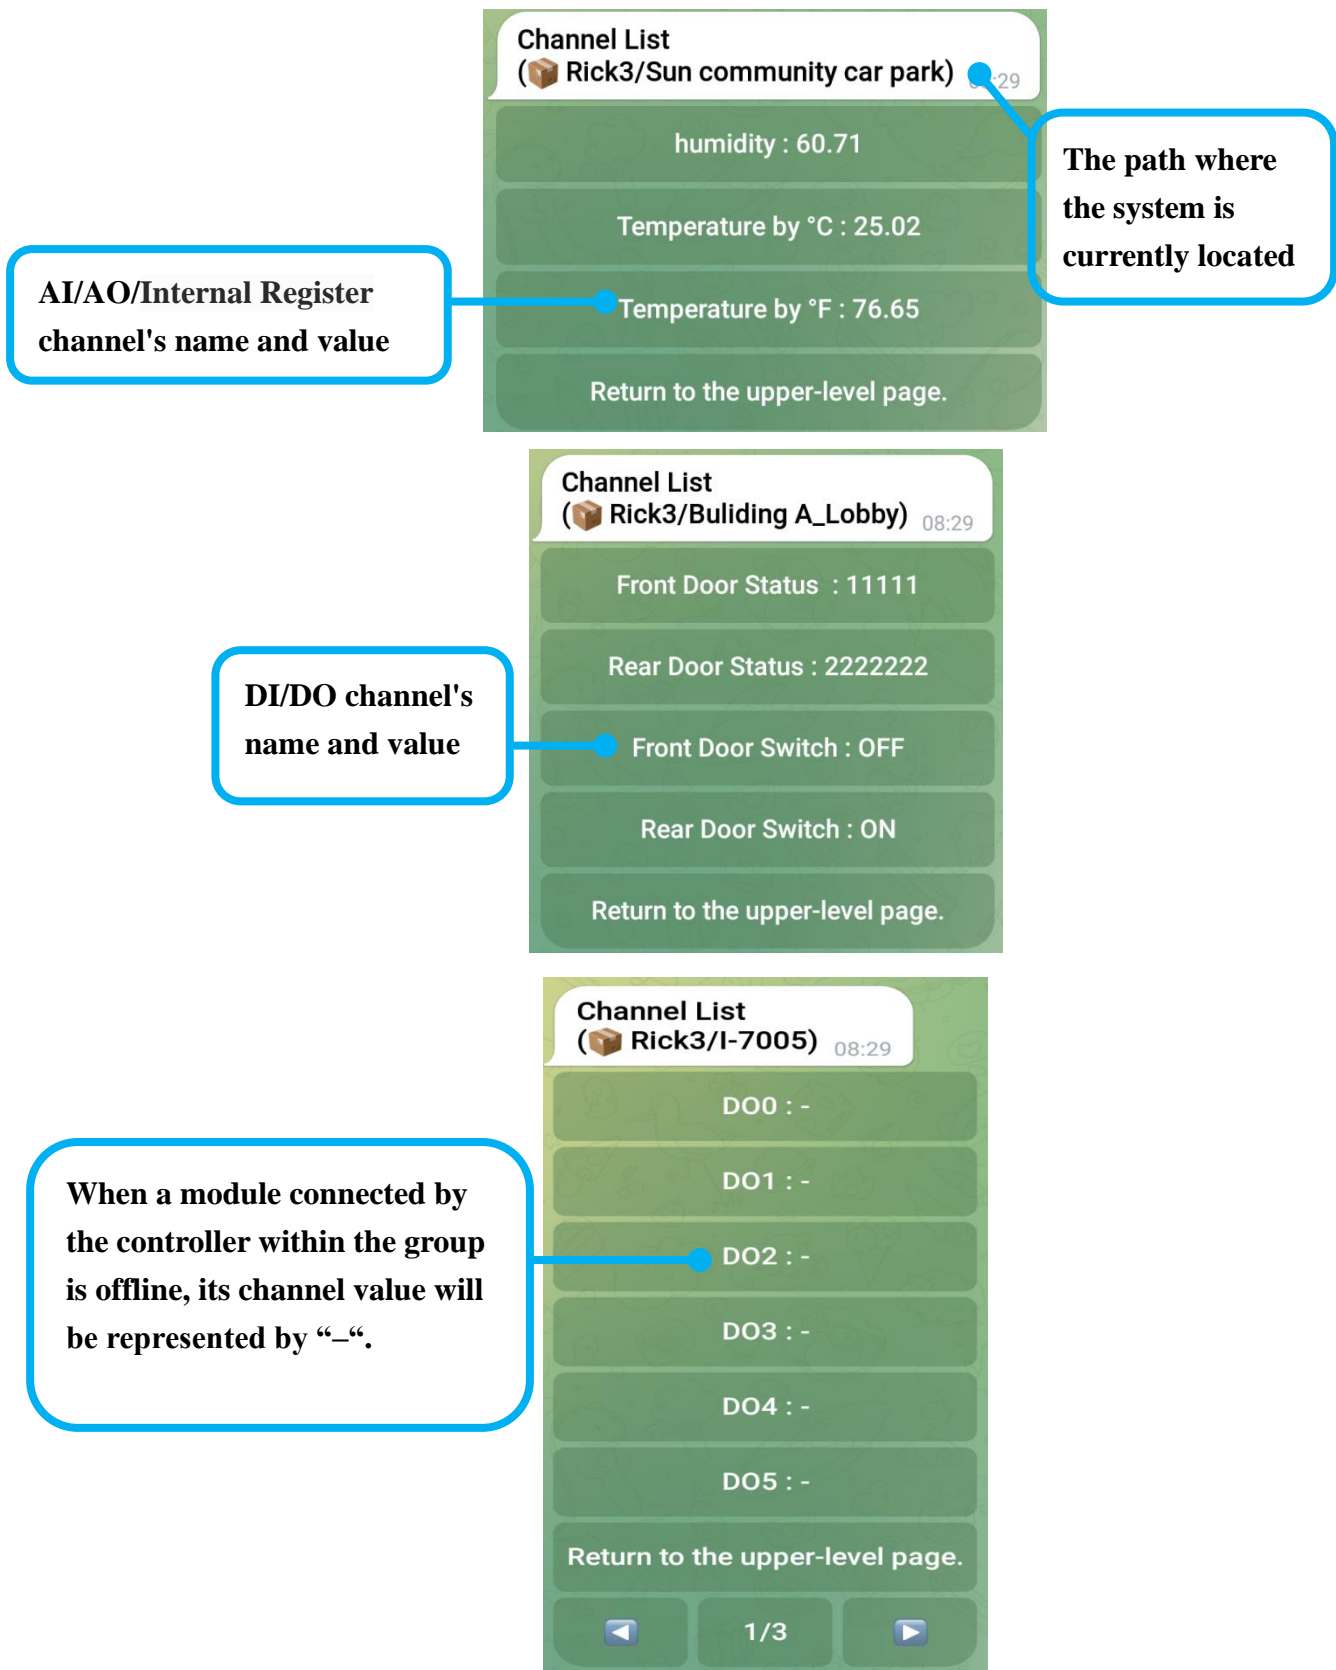 Channel List
(📦 Rick3/Sun community car park) :29
humidity : 60.71
Temperature by °C : 25.02
Temperature by °F : 76.65
Return to the upper-level page.
The path where
the system is
currently located
AI/AO/Internal Register
channel's name and value
Channel List
(📦 Rick3/Buliding A_Lobby) 08:29
Front Door Status : 11111
Rear Door Status : 2222222
Front Door Switch : OFF
Rear Door Switch : ON
Return to the upper-level page.
DI/DO channel's
name and value
Channel List
(📦 Rick3/I-7005) 08:29
DO0 : -
DO1 : -
DO2 : -
DO3 : -
DO4 : -
DO5 : -
Return to the upper-level page.
1/3
When a module connected by
the controller within the group
is offline, its channel value will
be represented by “–“.